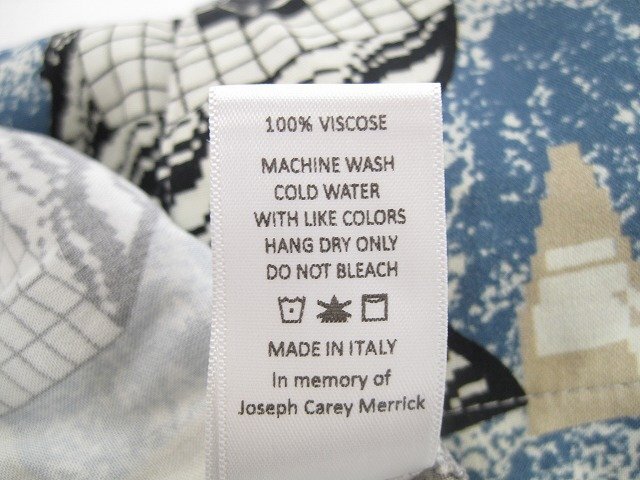 100% VISCOSE
MACHINE WASH
COLD WATER
WITH LIKE COLORS
HANG DRY ONLY
DO NOT BLEACH
MADE IN ITALY
In memory of
Joseph Carey Merrick